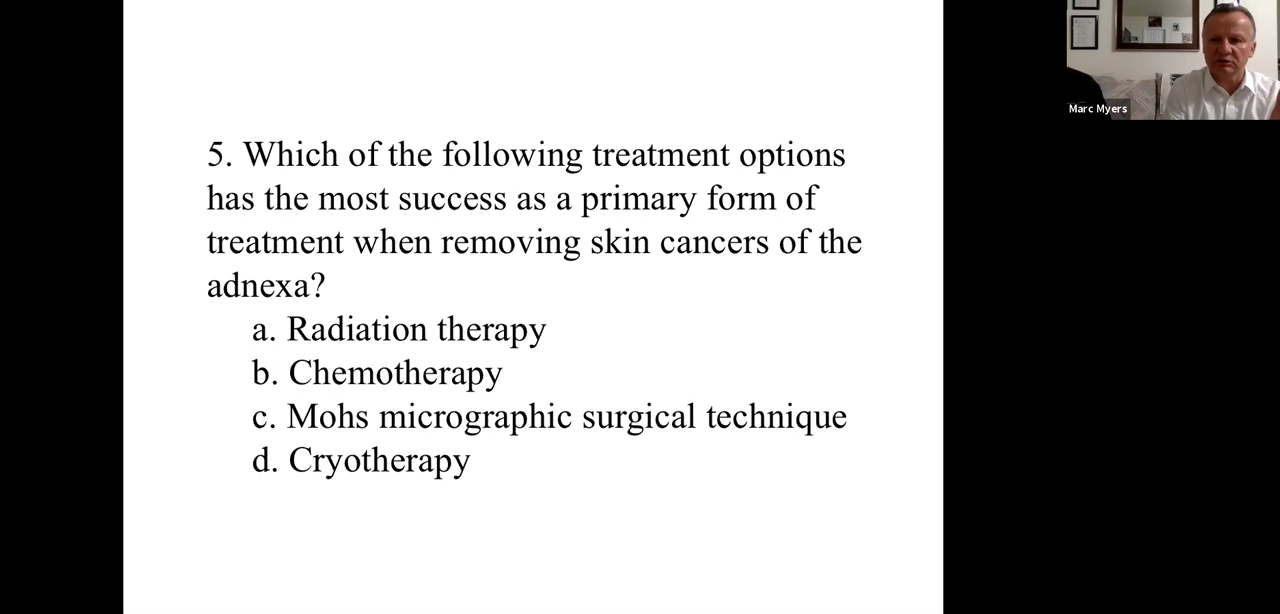 5. Which of the following treatment options
has the most success as a primary form of
treatment when removing skin cancers of the
adnexa?
a. Radiation therapy
b. Chemotherapy
c. Mohs micrographic surgical technique
d. Cryotherapy
Marc Myers